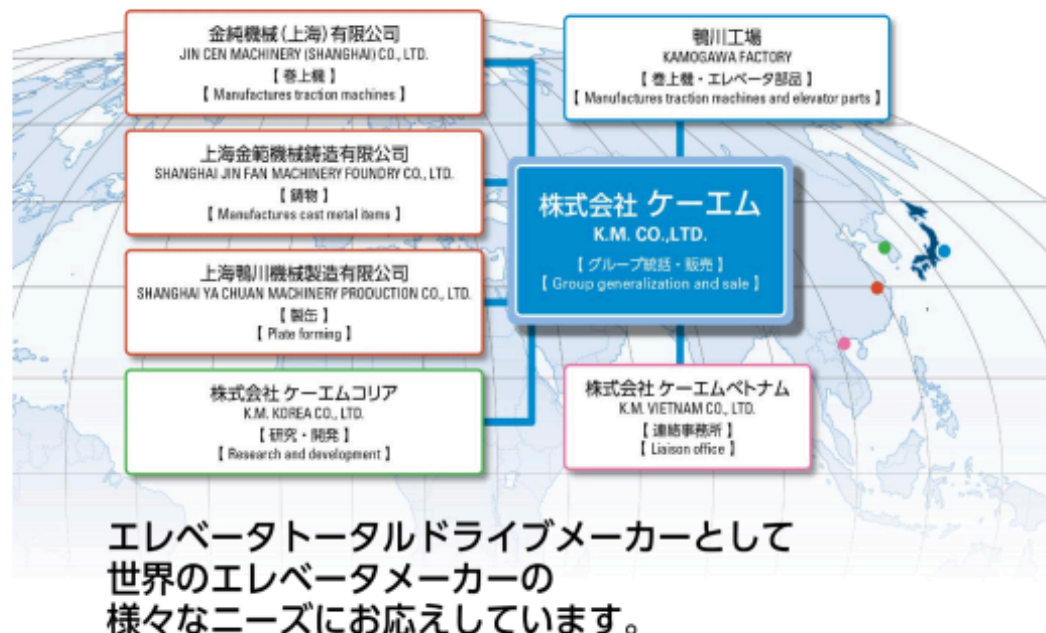 金純機械(上海)有限公司
JIN CEN MACHINERY (SHANGHAI) CO., LTD.
【 巻上機 】
【 Manufactures traction machines 】
上海金範機械鋳造有限公司
SHANGHAI JIN FAN MACHINERY FOUNDRY CO., LTD.
【 鋳物 】
【 Manufactures cast metal items 】
上海鴨川機械製造有限公司
SHANGHAI YA CHUAN MACHINERY PRODUCTION CO., LTD.
【 製缶 】
【 Plate forming 】
株式会社 ケーエムコリア
K.M. KOREA CO., LTD.
【 研究・開発 】
【 Research and development 】
鴨川工場
KAMOGAWA FACTORY
【 巻上機・エレベータ部品 】
【 Manufactures traction machines and elevator parts 】
株式会社 ケーエム
K.M. CO.,LTD.
【 グループ統括・販売 】
【 Group generalization and sale 】
株式会社 ケーエムベトナム
K.M. VIETNAM CO., LTD.
【 連絡事務所 】
【 Liaison office 】
エレベータトータルドライブメーカーとして
世界のエレベータメーカーの
様々なニーズにお応えしています。